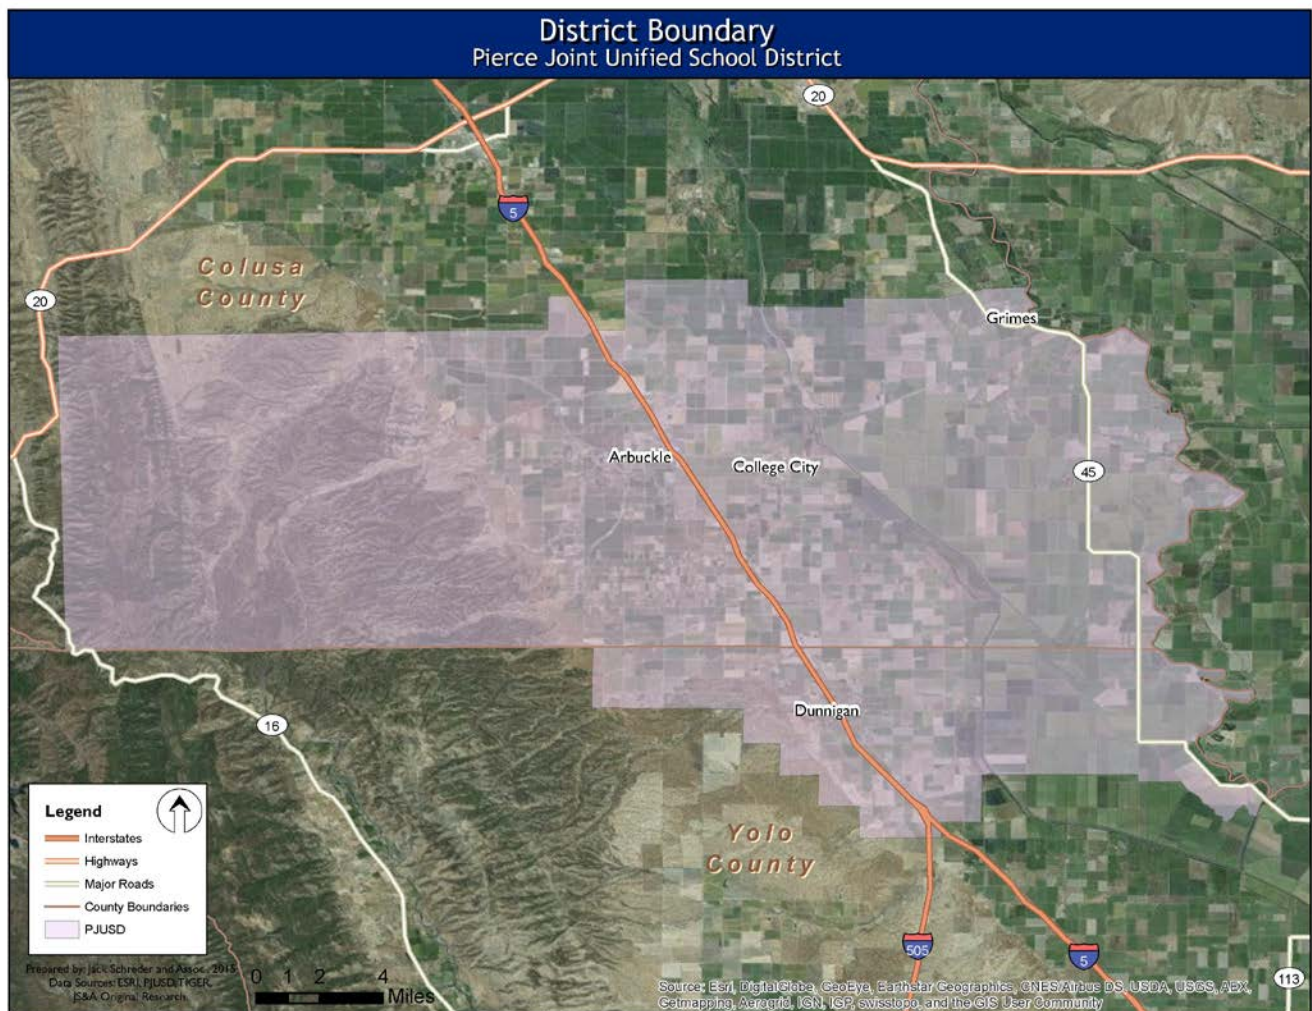 District Boundary
Pierce Joint Unified School District
20
20
5
Colusa
County
20
Grimes
Arbuckle
College City
45
Dunnigan
16
Legend
Interstates
Highways
Major Roads
County Boundaries
PJUSD
Yolo
County
505
5
113
Prepared by: Jack Schreder and Assoc. 2015
Data Sources: ESRI, PJUSD, TIGER,
JS&A Original Research
0 1 2 4
Miles
Source: Esri, DigitalGlobe, GeoEye, Earthstar Geographics, CNES/Airbus DS, USDA, USGS, AEX,
Getmapping, Aerogrid, IGN, IGP, swisstopo, and the GIS User Community